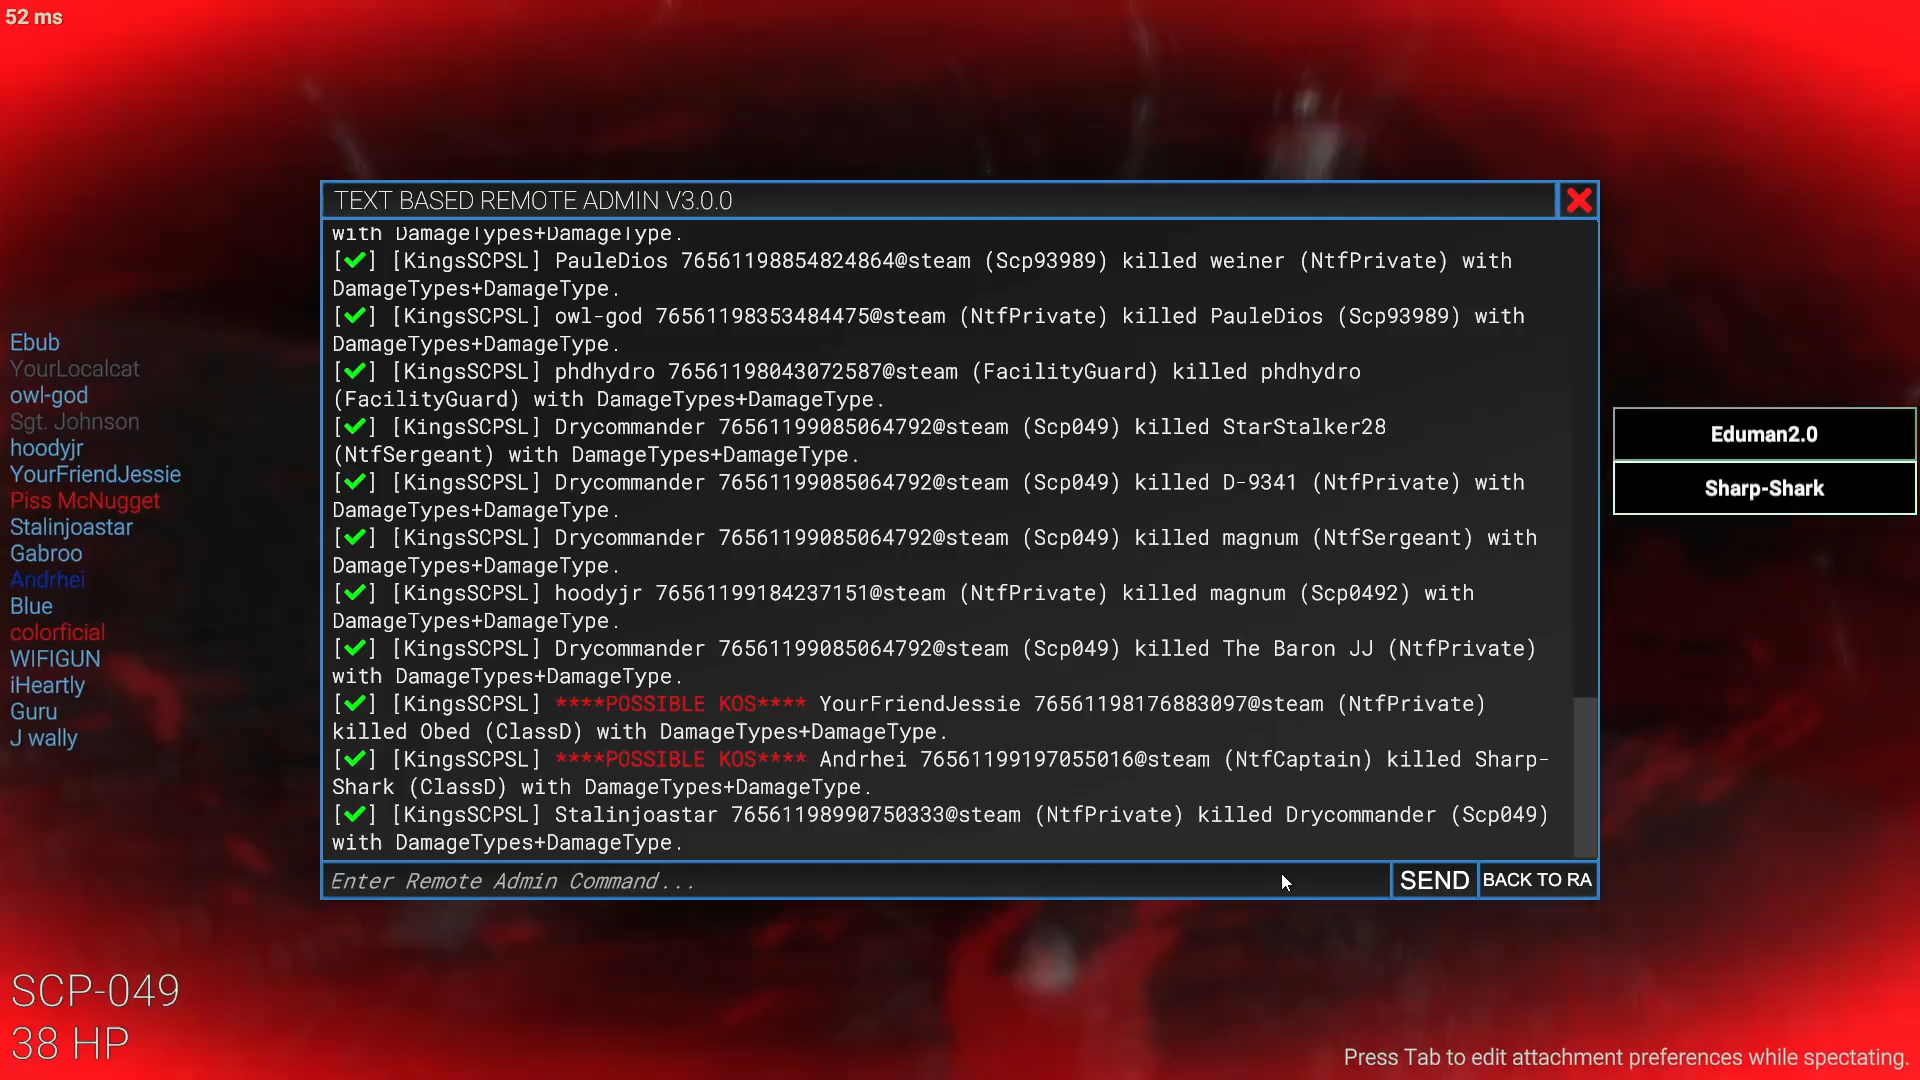 52 ms
TEXT BASED REMOTE ADMIN V3.0.0
with DamageTypes+DamageType.
[✔] [KingsSCPSL] PauleDios 76561198854824864@steam (Scp93989) killed weiner (NtfPrivate) with
DamageTypes+DamageType.
[✔] [KingsSCPSL] owl-god 76561198353484475@steam (NtfPrivate) killed PauleDios (Scp93989) with
DamageTypes+DamageType.
[✔] [KingsSCPSL] phdhydro 76561198043072587@steam (FacilityGuard) killed phdhydro
(FacilityGuard) with DamageTypes+DamageType.
[✔] [KingsSCPSL] Drycommander 76561199085064792@steam (Scp049) killed StarStalker28
(NtfSergeant) with DamageTypes+DamageType.
[✔] [KingsSCPSL] Drycommander 76561199085064792@steam (Scp049) killed D-9341 (NtfPrivate) with
DamageTypes+DamageType.
[✔] [KingsSCPSL] Drycommander 76561199085064792@steam (Scp049) killed magnum (NtfSergeant) with
DamageTypes+DamageType.
[✔] [KingsSCPSL] hoodyjr 76561199184237151@steam (NtfPrivate) killed magnum (Scp0492) with
DamageTypes+DamageType.
[✔] [KingsSCPSL] Drycommander 76561199085064792@steam (Scp049) killed The Baron JJ (NtfPrivate)
with DamageTypes+DamageType.
[✔] [KingsSCPSL] ****POSSIBLE KOS**** YourFriendJessie 76561198176883097@steam (NtfPrivate)
killed Obed (ClassD) with DamageTypes+DamageType.
[✔] [KingsSCPSL] ****POSSIBLE KOS**** Andrhei 76561199197055016@steam (NtfCaptain) killed Sharp-
Shark (ClassD) with DamageTypes+DamageType.
[✔] [KingsSCPSL] Stalinjoastar 76561198990750333@steam (NtfPrivate) killed Drycommander (Scp049)
with DamageTypes+DamageType.
Enter Remote Admin Command...
SEND
BACK TO RA
Ebub
YourLocalcat
owl-god
Sgt. Johnson
hoodyjr
YourFriendJessie
Piss McNugget
Stalinjoastar
Gabroo
Andrhei
Blue
colorficial
WIFIGUN
iHeartly
Guru
J wally
Eduman2.0
Sharp-Shark
SCP-049
38 HP
Press Tab to edit attachment preferences while spectating.